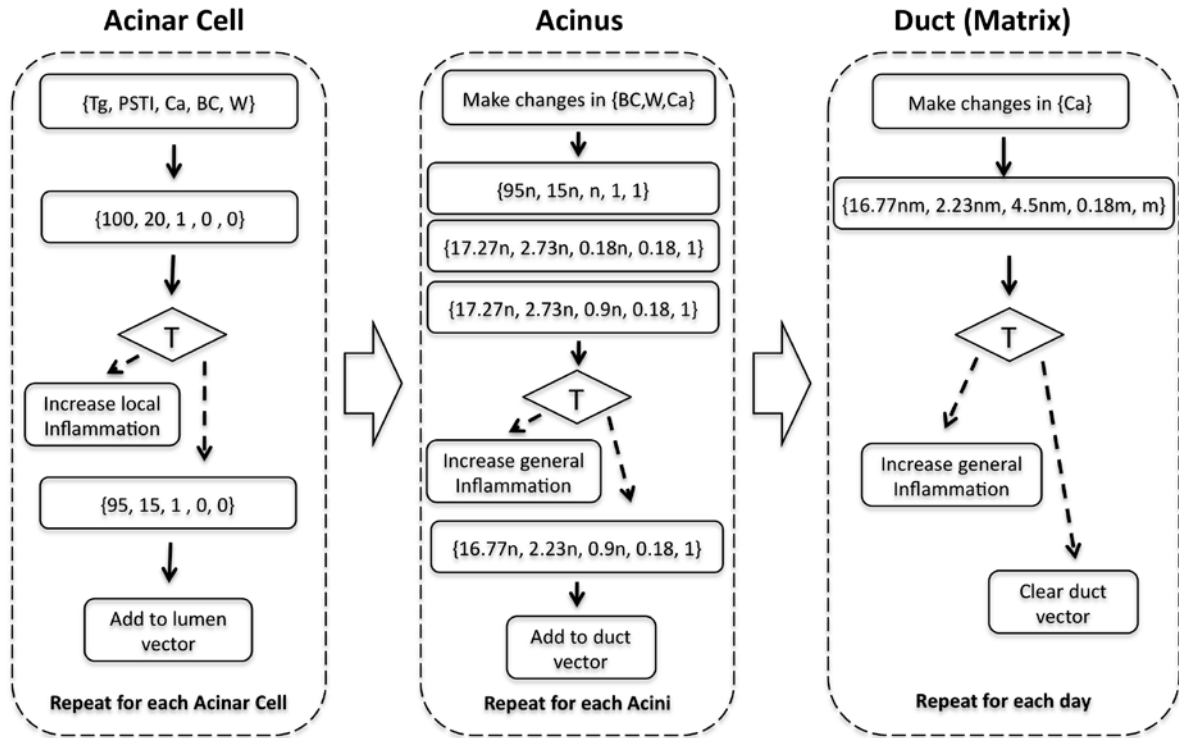 Acinar Cell
{Tg, PSTI, Ca, BC, W}
{100, 20, 1 , 0 , 0}
T
Increase local
Inflammation
{95, 15, 1 , 0, 0}
Add to lumen
vector
Repeat for each Acinar Cell
Acinus
Make changes in {BC,W,Ca}
{95n, 15n, n, 1, 1}
{17.27n, 2.73n, 0.18n, 0.18, 1}
{17.27n, 2.73n, 0.9n, 0.18, 1}
T
Increase general
Inflammation
{16.77n, 2.23n, 0.9n, 0.18, 1}
Add to duct
vector
Repeat for each Acini
Duct (Matrix)
Make changes in {Ca}
{16.77nm, 2.23nm, 4.5nm, 0.18m, m}
T
Increase general
Inflammation
Clear duct
vector
Repeat for each day